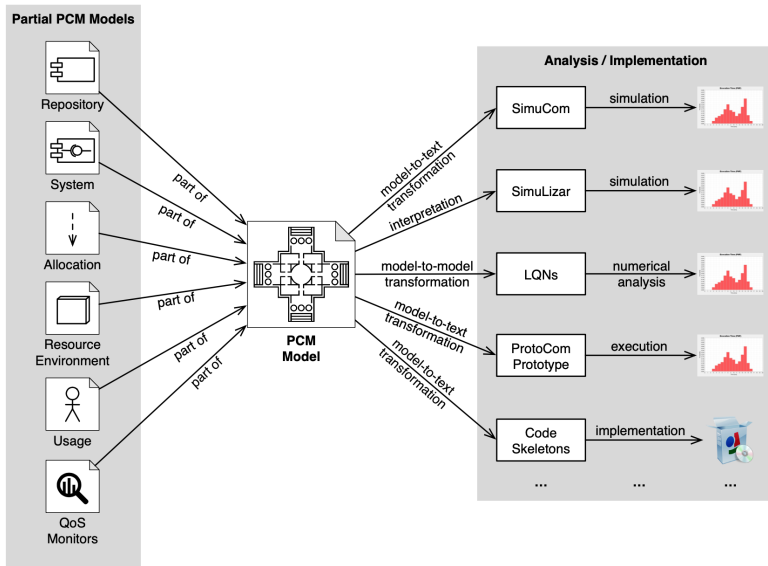 Partial PCM Models
Repository
System
Allocation
Resource
Environment
Usage
QoS
Monitors
part of
part of
part of
part of
part of
part of
PCM
Model
model-to-text
transformation
interpretation
model-to-model
transformation
model-to-text
transformation
model-to-text
transformation
Analysis / Implementation
SimuCom
simulation
SimuLizar
simulation
LQNs
numerical
analysis
ProtoCom
Prototype
execution
Code
Skeletons
implementation
...
...
...